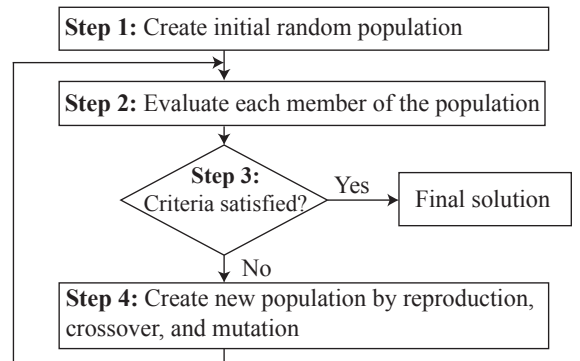 Step 1: Create initial random population
Step 2: Evaluate each member of the population
Step 3:
Criteria satisfied?
Yes
Final solution
No
Step 4: Create new population by reproduction,
crossover, and mutation